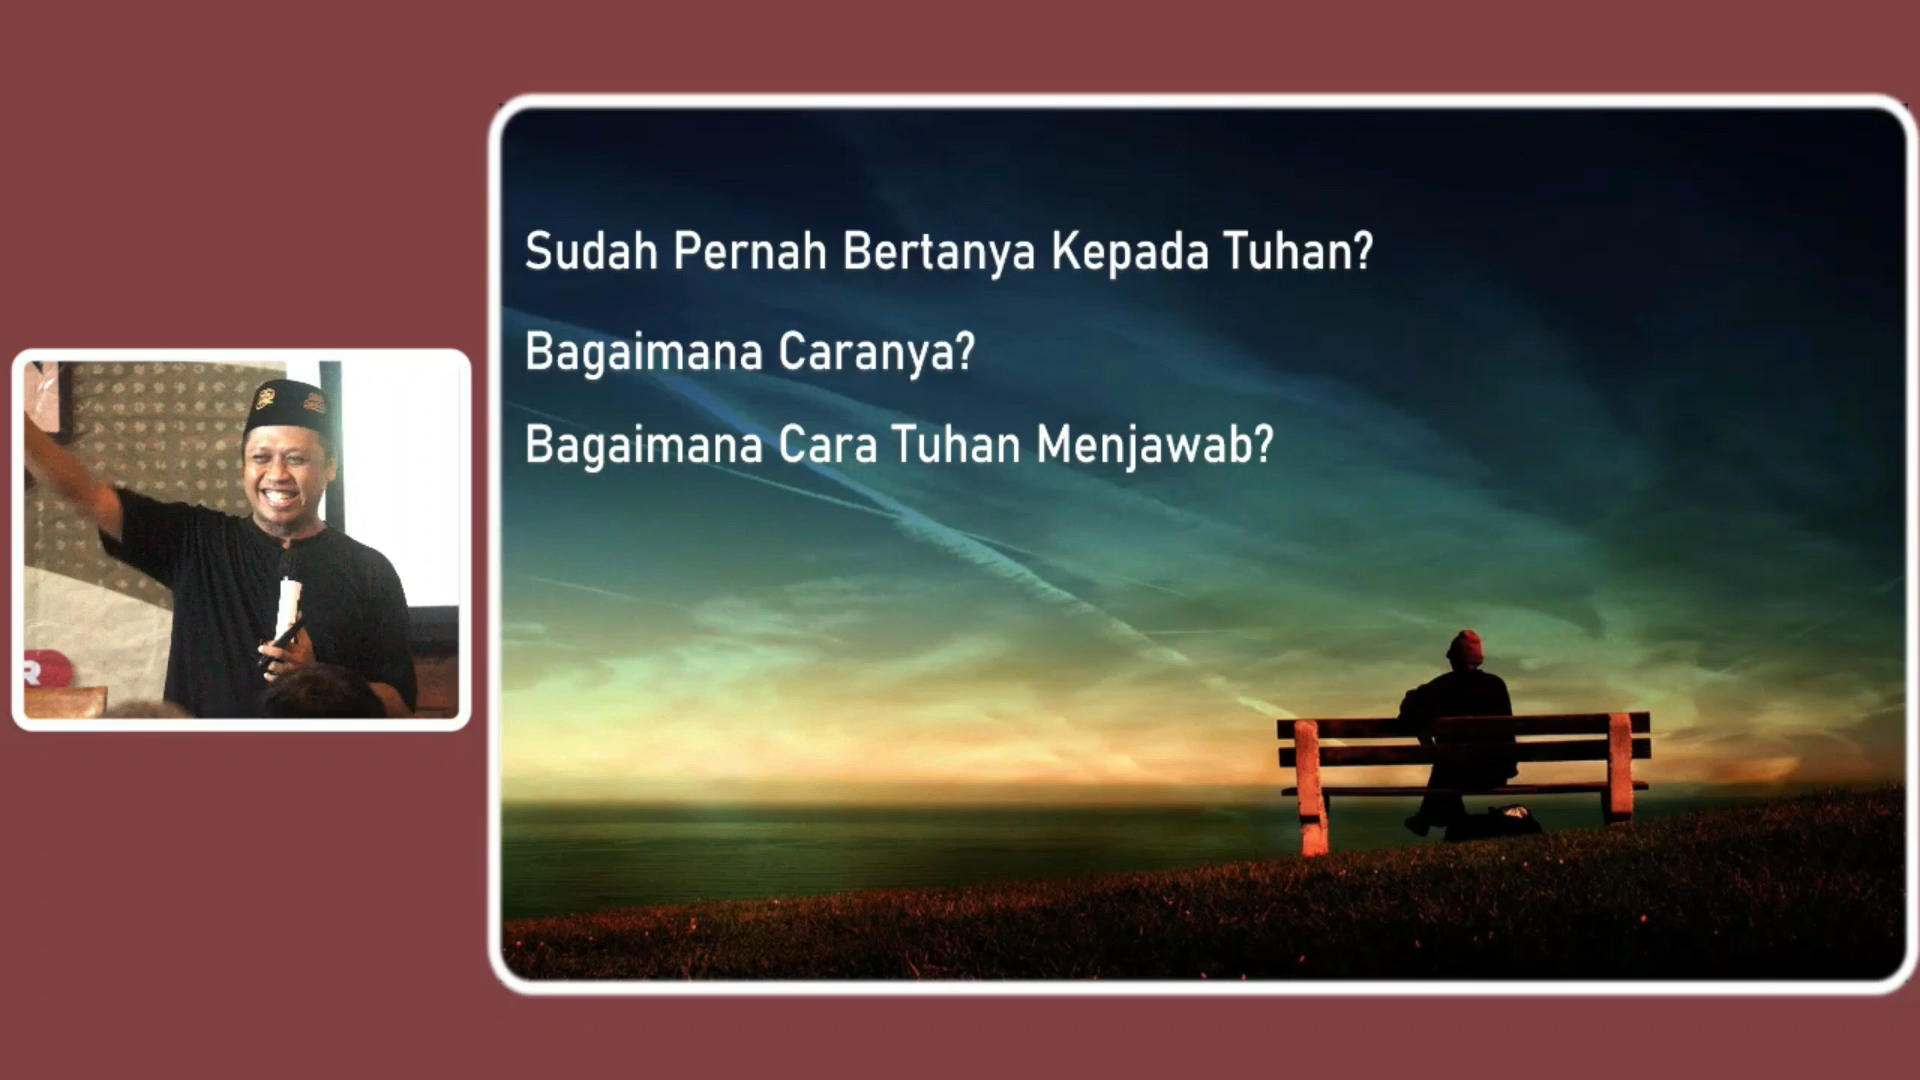 Sudah Pernah Bertanya Kepada Tuhan?
Bagaimana Caranya?
Bagaimana Cara Tuhan Menjawab?
R